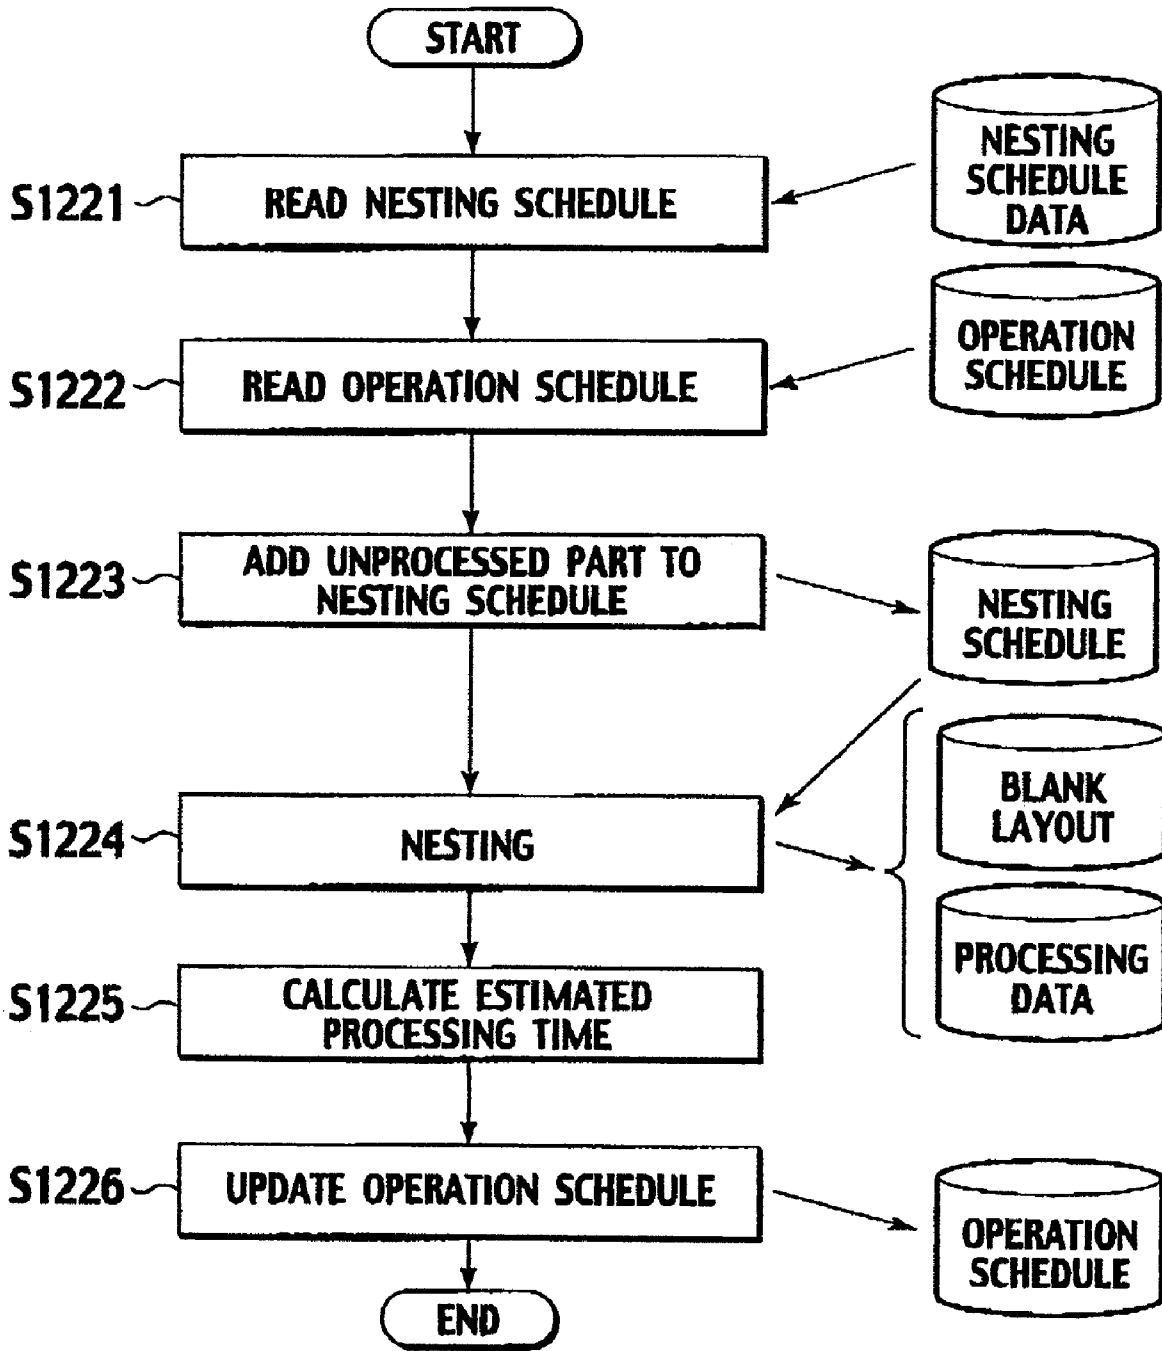 START
S1221
READ NESTING SCHEDULE
NESTING
SCHEDULE
DATA
S1222
READ OPERATION SCHEDULE
OPERATION
SCHEDULE
S1223
ADD UNPROCESSED PART TO
NESTING SCHEDULE
NESTING
SCHEDULE
S1224
NESTING
BLANK
LAYOUT
PROCESSING
DATA
S1225
CALCULATE ESTIMATED
PROCESSING TIME
S1226
UPDATE OPERATION SCHEDULE
OPERATION
SCHEDULE
END